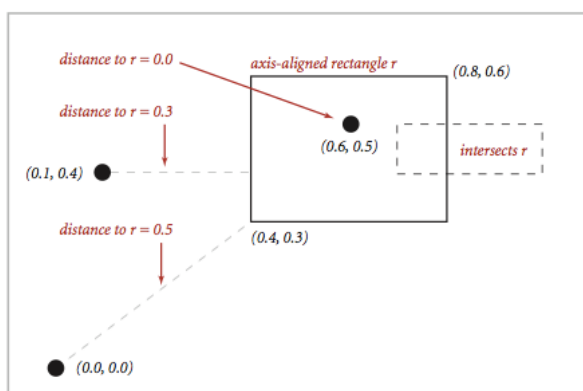 distance to r = 0.0
axis-aligned rectangle r
(0.8, 0.6)
distance to r = 0.3
(0.6, 0.5)
intersects r
(0.1, 0.4)
distance to r = 0.5
(0.4, 0.3)
(0.0, 0.0)